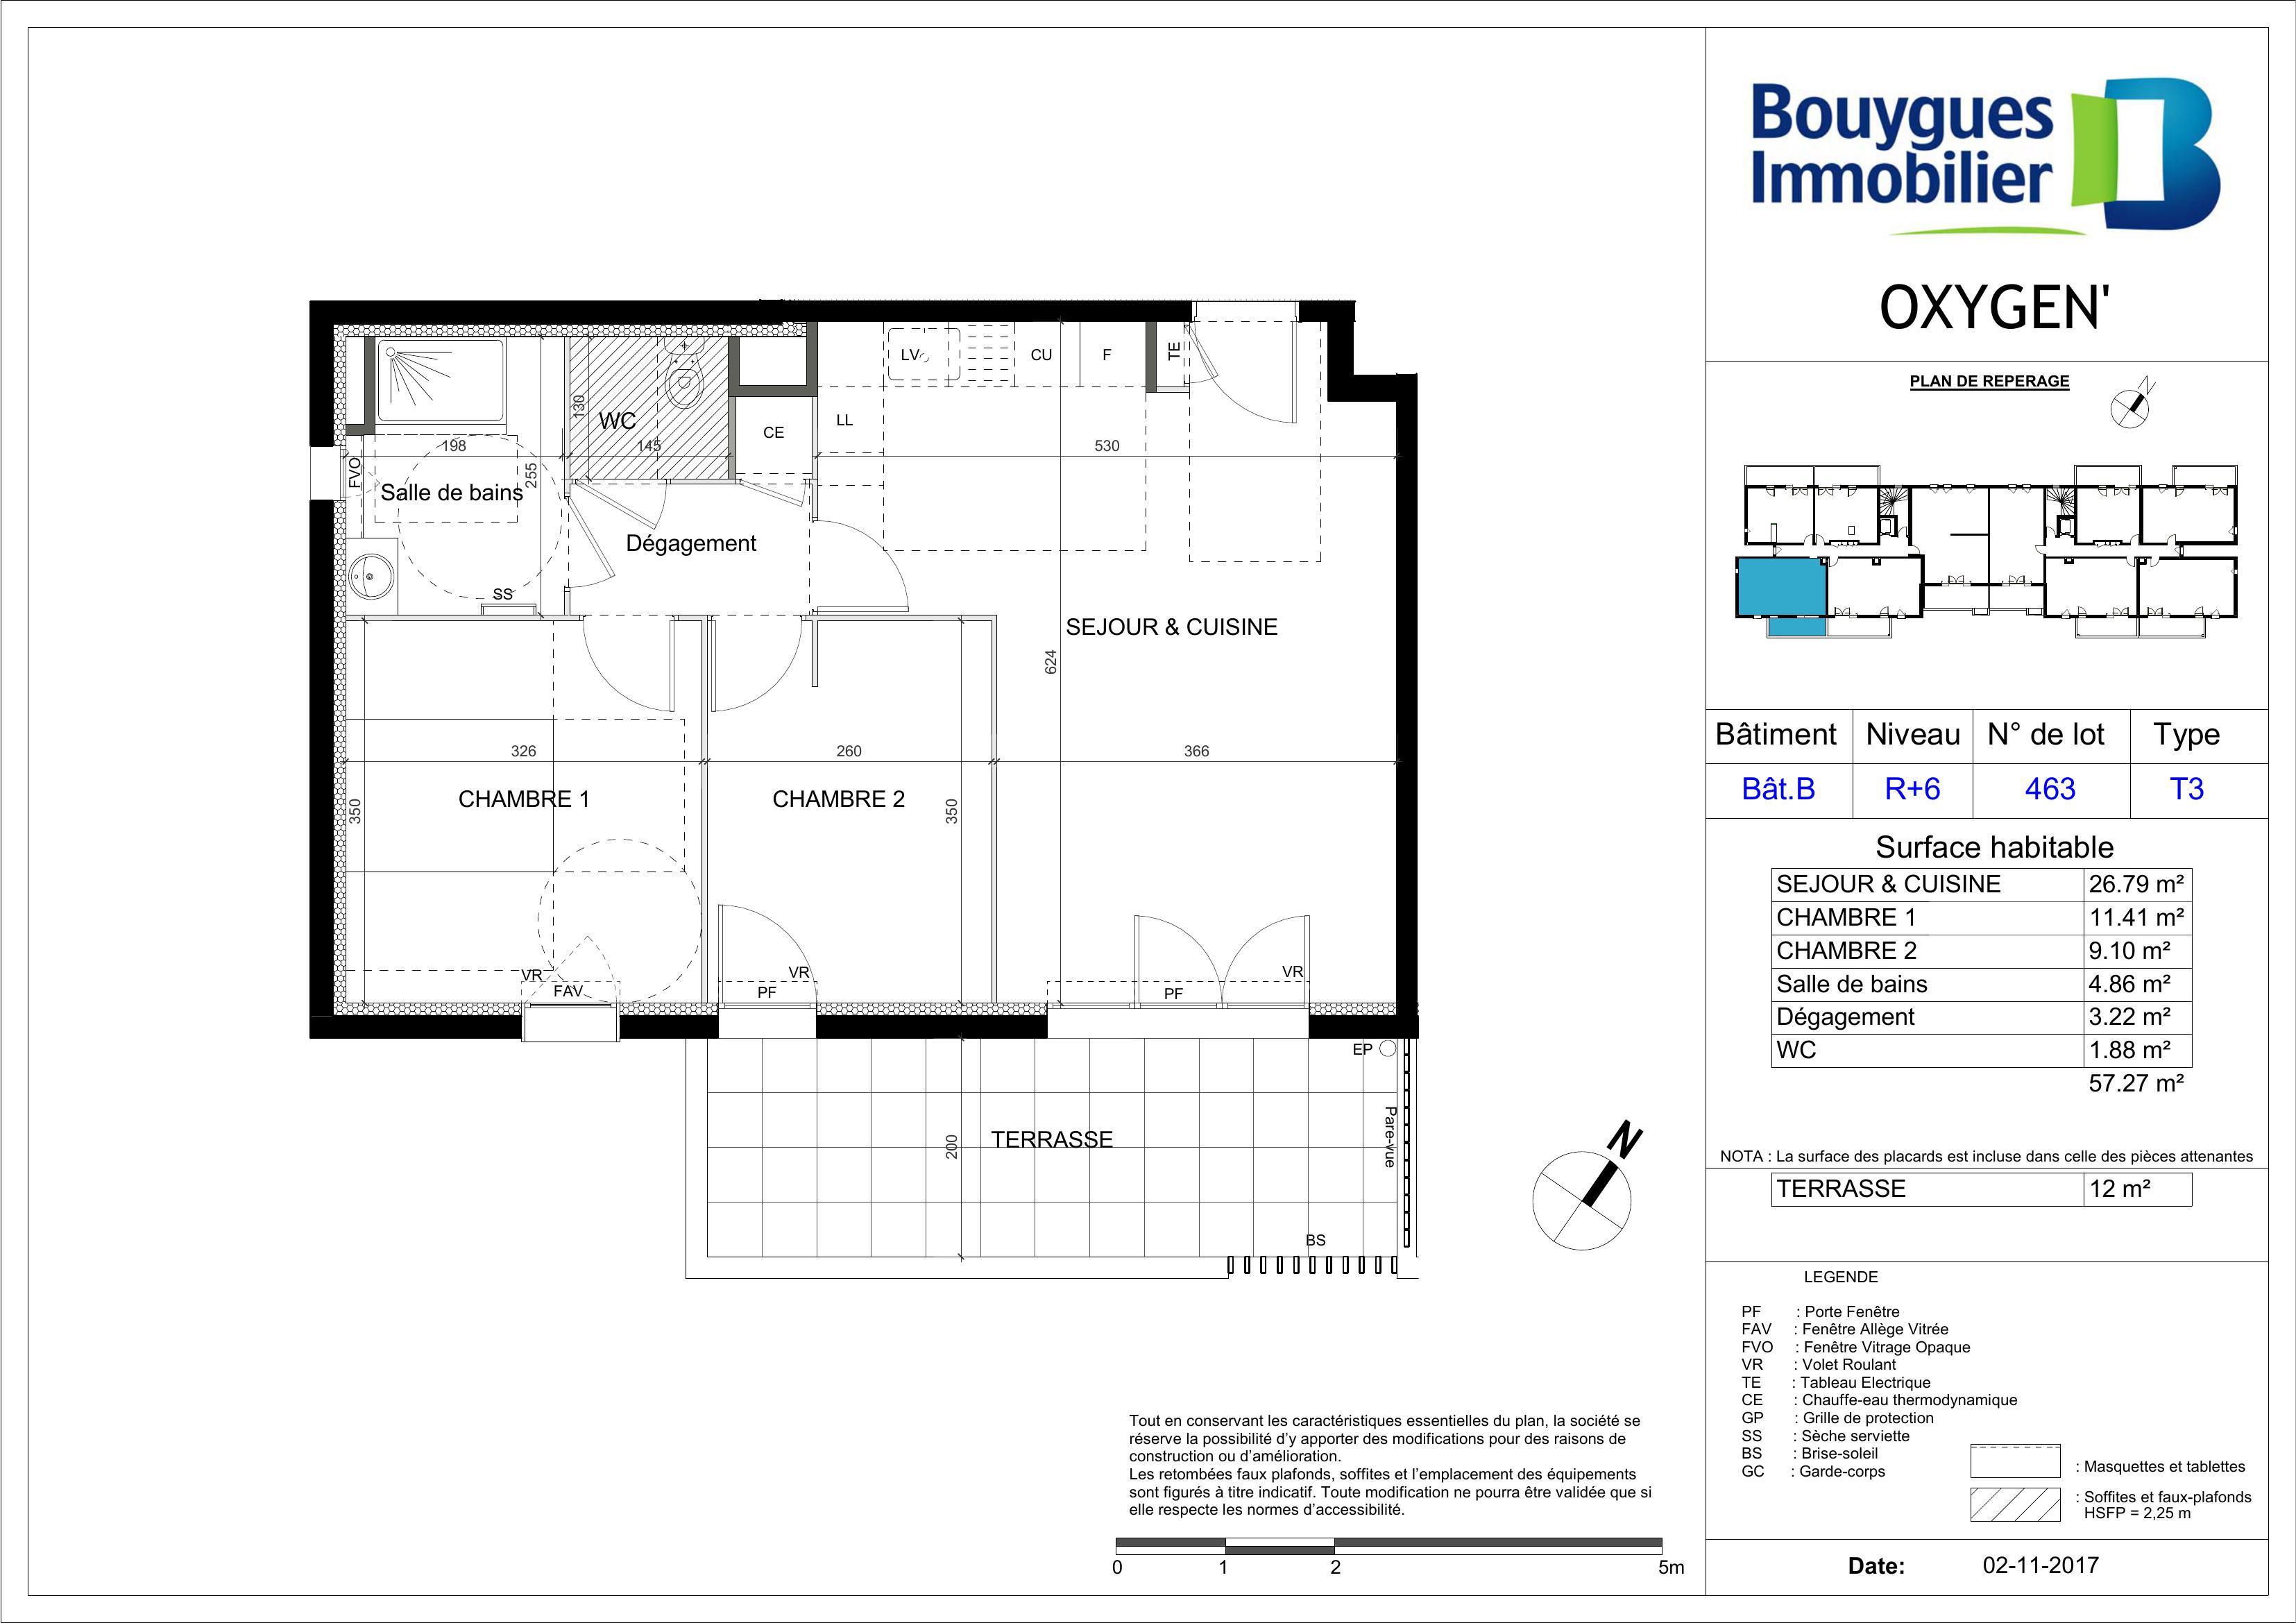 Bouygues
Immobilier
OXYGEN'
PLAN DE REPERAGE
N
Bâtiment Niveau N° de lot Type
Bât.B R+6 463 T3
Surface habitable
SEJOUR & CUISINE 26.79 m²
CHAMBRE 1 11.41 m²
CHAMBRE 2 9.10 m²
Salle de bains 4.86 m²
Dégagement 3.22 m²
WC 1.88 m²
57.27 m²
NOTA : La surface des placards est incluse dans celle des pièces attenantes
TERRASSE 12 m²
LEGENDE
PF : Porte Fenêtre
FAV : Fenêtre Allège Vitrée
FVO : Fenêtre Vitrage Opaque
VR : Volet Roulant
TE : Tableau Electrique
CE : Chauffe-eau thermodynamique
GP : Grille de protection
SS : Sèche serviette
BS : Brise-soleil
GC : Garde-corps
: Masquettes et tablettes
: Soffites et faux-plafonds
HSFP = 2,25 m
Date: 02-11-2017
LV
CU
F
TE
130
WC
LL
CE
198
145
530
FVO
255
Salle de bains
Dégagement
SS
SEJOUR & CUISINE
624
326
260
366
CHAMBRE 1
CHAMBRE 2
350
350
VR
FAV
VR
PF
VR
PF
EP
Pare-vue
TERRASSE
200
BS
N
Tout en conservant les caractéristiques essentielles du plan, la société se
réserve la possibilité d’y apporter des modifications pour des raisons de
construction ou d’amélioration.
Les retombées faux plafonds, soffites et l’emplacement des équipements
sont figurés à titre indicatif. Toute modification ne pourra être validée que si
elle respecte les normes d’accessibilité.
0 1 2 5m